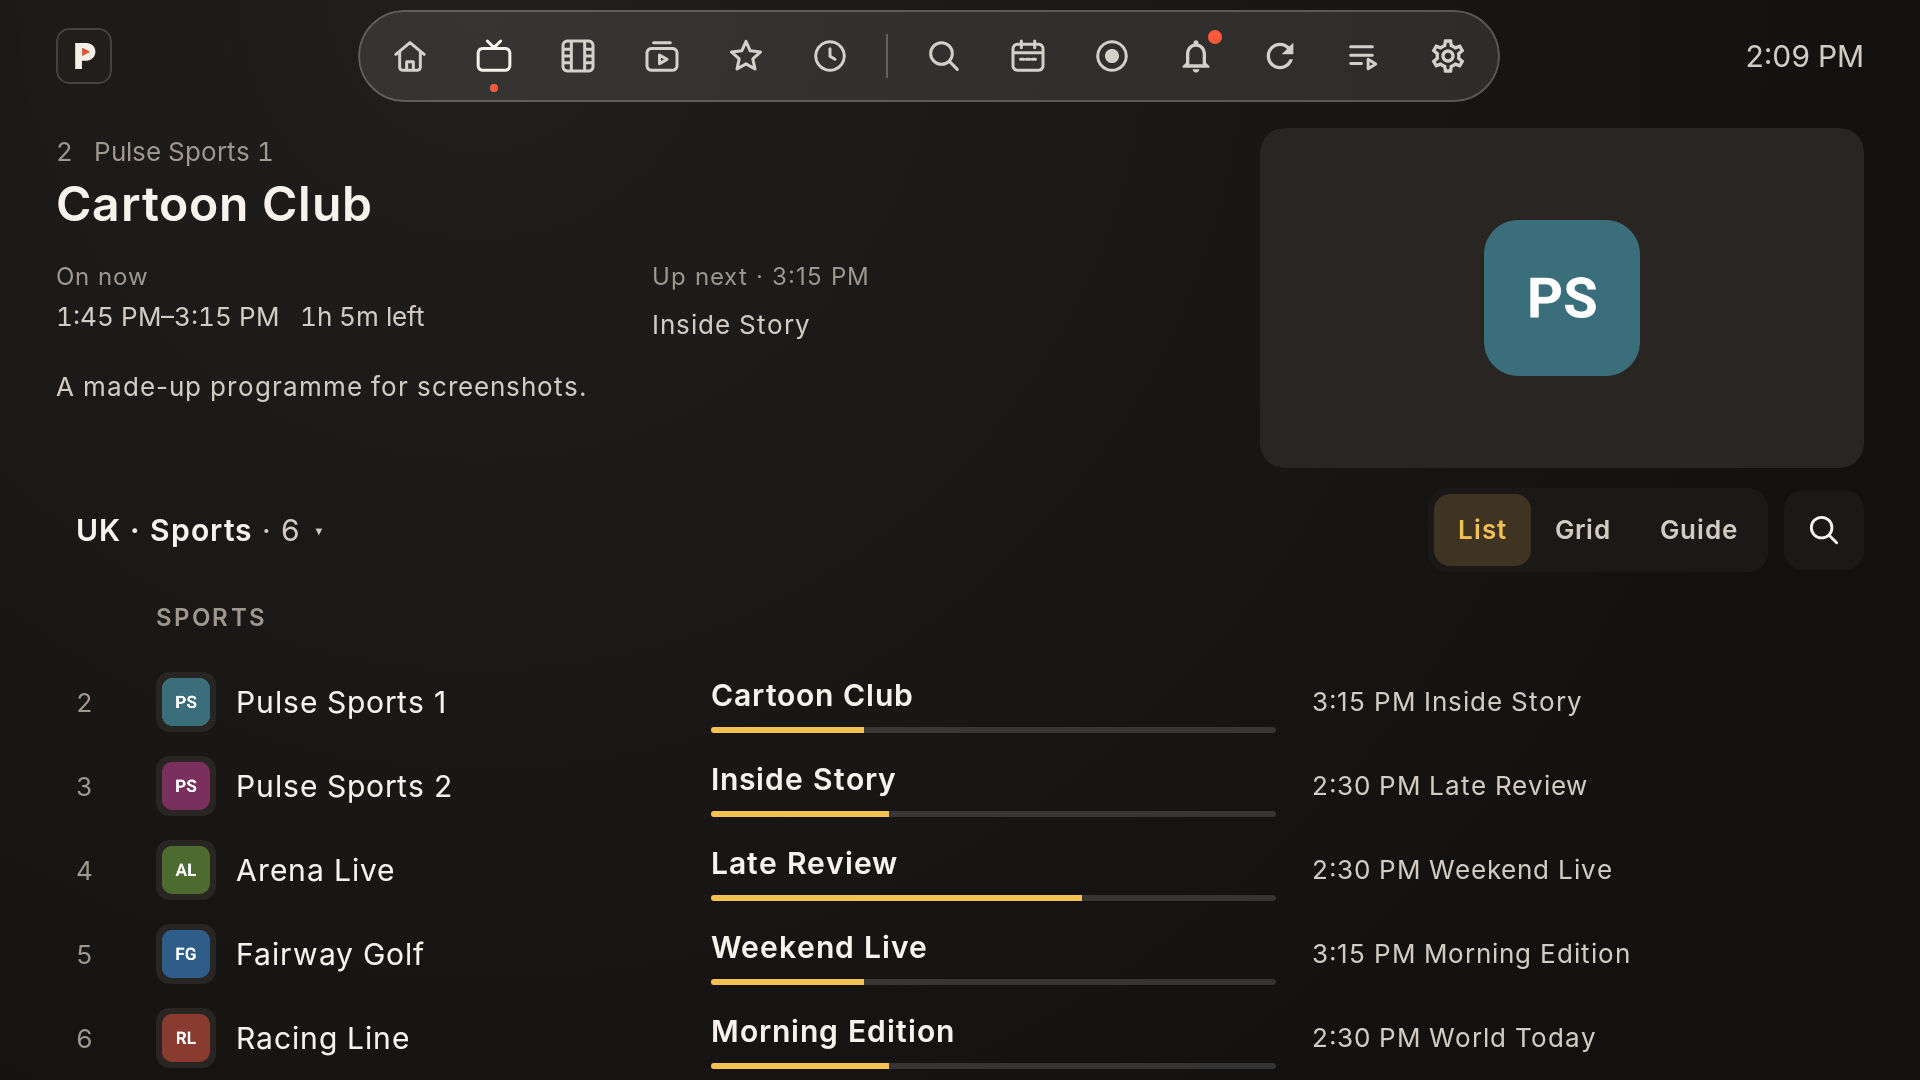 P
2:09 PM
2 Pulse Sports 1
Cartoon Club
On now
1:45 PM–3:15 PM 1h 5m left
Up next · 3:15 PM
Inside Story
A made-up programme for screenshots.
PS
UK · Sports · 6
List
Grid
Guide
SPORTS
2 PS Pulse Sports 1 Cartoon Club 3:15 PM Inside Story
3 PS Pulse Sports 2 Inside Story 2:30 PM Late Review
4 AL Arena Live Late Review 2:30 PM Weekend Live
5 FG Fairway Golf Weekend Live 3:15 PM Morning Edition
6 RL Racing Line Morning Edition 2:30 PM World Today